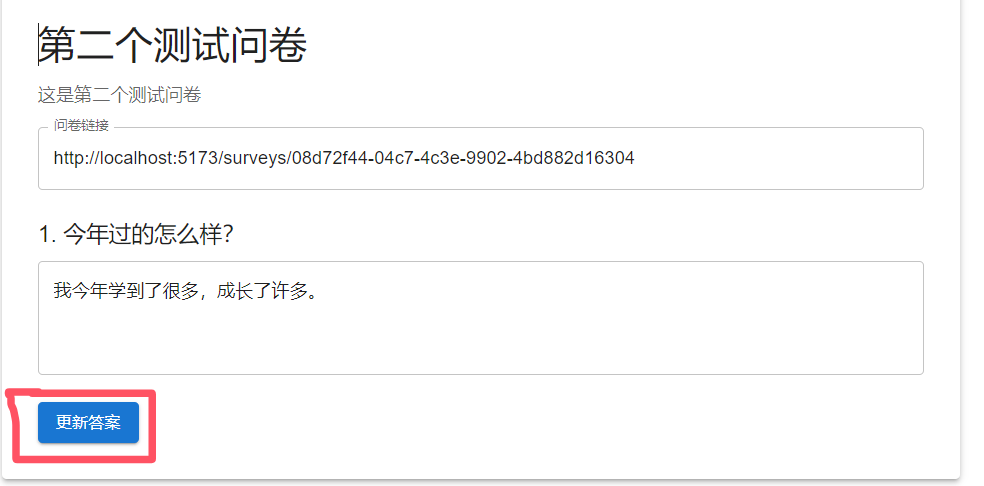 第二个测试问卷
这是第二个测试问卷
问卷链接
http://localhost:5173/surveys/08d72f44-04c7-4c3e-9902-4bd882d16304
1. 今年过的怎么样?
我今年学到了很多，成长了许多。
更新答案